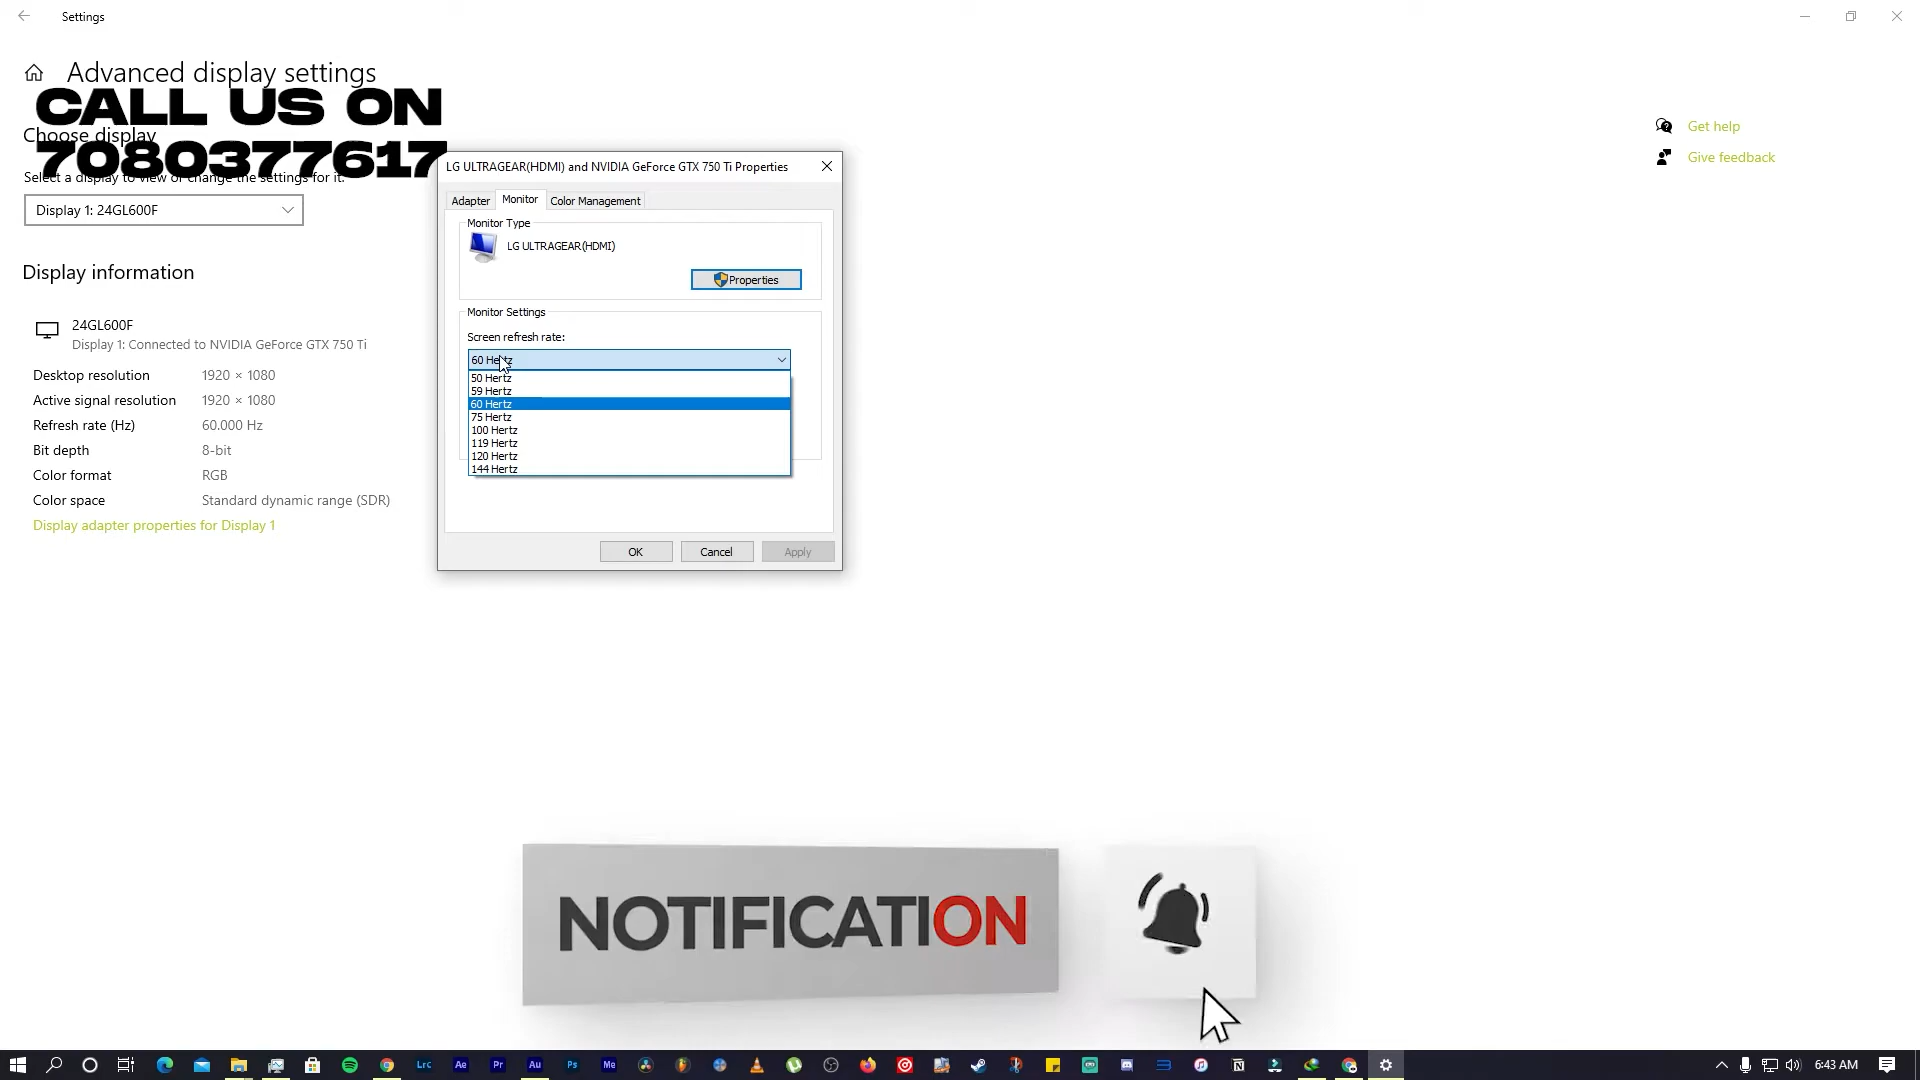 Settings
Advanced display settings
CALL US ON
7080377617
Choose display
Select a display to view or change the settings for it.
Display 1: 24GL600F
Display information
24GL600F
Display 1: Connected to NVIDIA GeForce GTX 750 Ti
Desktop resolution 1920 × 1080
Active signal resolution 1920 × 1080
Refresh rate (Hz) 60.000 Hz
Bit depth 8-bit
Color format RGB
Color space Standard dynamic range (SDR)
Display adapter properties for Display 1
LG ULTRAGEAR(HDMI) and NVIDIA GeForce GTX 750 Ti Properties
Adapter Monitor Color Management
Monitor Type
LG ULTRAGEAR(HDMI)
Properties
Monitor Settings
Screen refresh rate:
60 Hertz
50 Hertz
59 Hertz
60 Hertz
75 Hertz
100 Hertz
119 Hertz
120 Hertz
144 Hertz
OK Cancel Apply
Get help
Give feedback
NOTIFICATION
Lrc Ae Pr Au Ps Me
6:43 AM